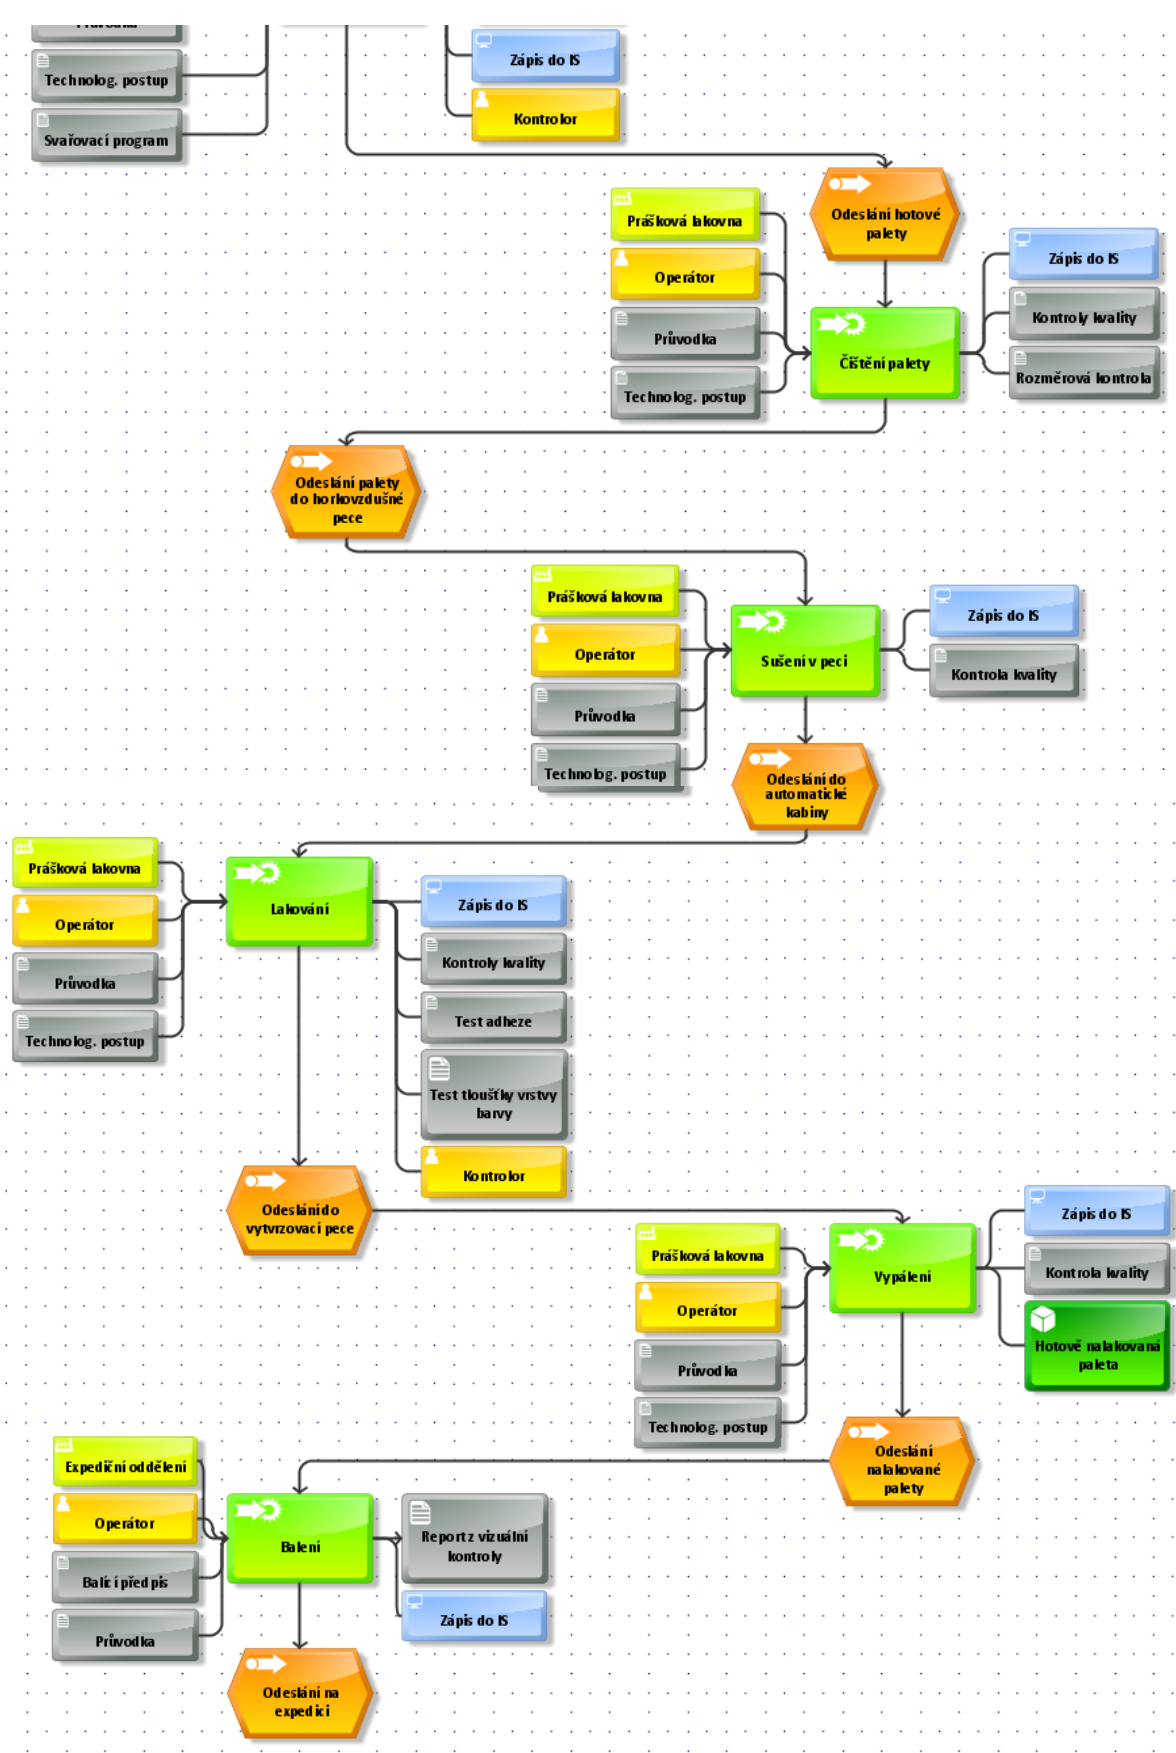 Průvodka
Technolog. postup
Svařovací program
Zápis do IS
Kontrolor
Odeslání hotové
palety
Prášková lakovna
Operátor
Průvodka
Technolog. postup
Čištění palety
Zápis do IS
Kontroly kvality
Rozměrová kontrola
Odeslání palety
do horkovzdušné
pece
Prášková lakovna
Operátor
Průvodka
Technolog. postup
Sušení v peci
Zápis do IS
Kontrola kvality
Odeslání do
automatické
kabiny
Prášková lakovna
Operátor
Průvodka
Technolog. postup
Lakování
Zápis do IS
Kontroly kvality
Test adheze
Test tloušťky vrstvy
barvy
Kontrolor
Odeslání do
vytvrzovací pece
Prášková lakovna
Operátor
Průvodka
Technolog. postup
Vypálení
Zápis do IS
Kontrola kvality
Hotově nalakovaná
paleta
Odeslání
nalakované
palety
Expediční oddělení
Operátor
Balící předpis
Průvodka
Balení
Report z vizuální
kontroly
Zápis do IS
Odeslání na
expedici